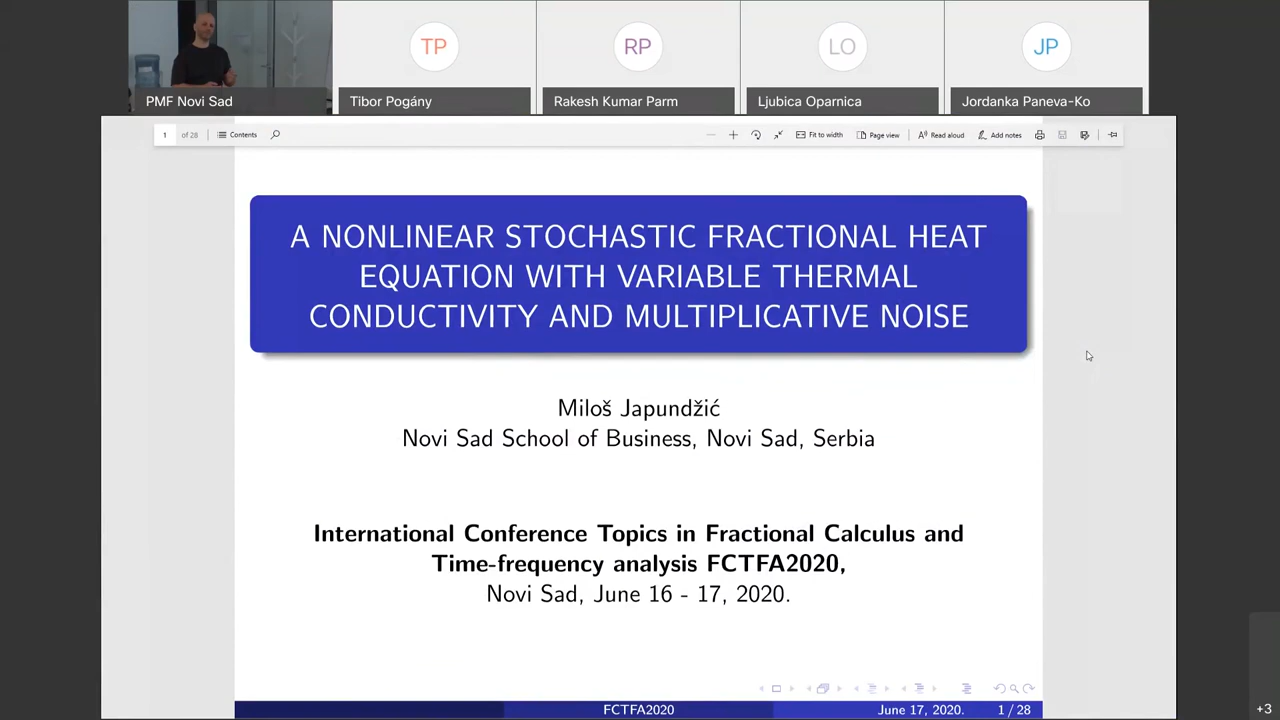 TP
RP
LO
JP
PMF Novi Sad
Tibor Pogány
Rakesh Kumar Parm
Ljubica Oparnica
Jordanka Paneva-Ko
1 of 28
Contents
Fit to width
Page view
Read aloud
Add notes
A NONLINEAR STOCHASTIC FRACTIONAL HEAT
EQUATION WITH VARIABLE THERMAL
CONDUCTIVITY AND MULTIPLICATIVE NOISE
Miloš Japundžić
Novi Sad School of Business, Novi Sad, Serbia
International Conference Topics in Fractional Calculus and
Time-frequency analysis FCTFA2020,
Novi Sad, June 16 - 17, 2020.
FCTFA2020
June 17, 2020.
1 / 28
+3